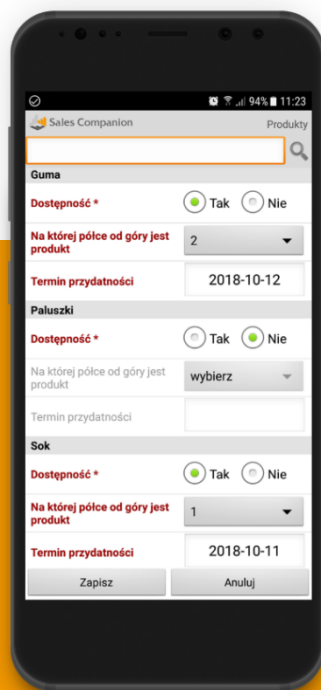 94% 11:23
Sales Companion
Produkty
Guma
Dostępność *
Tak Nie
Na której półce od góry jest
produkt
2
Termin przydatności
2018-10-12
Paluszki
Dostępność *
Tak Nie
Na której półce od góry jest
produkt
wybierz
Termin przydatności
Sok
Dostępność *
Tak Nie
Na której półce od góry jest
produkt
1
Termin przydatności
2018-10-11
Zapisz
Anuluj